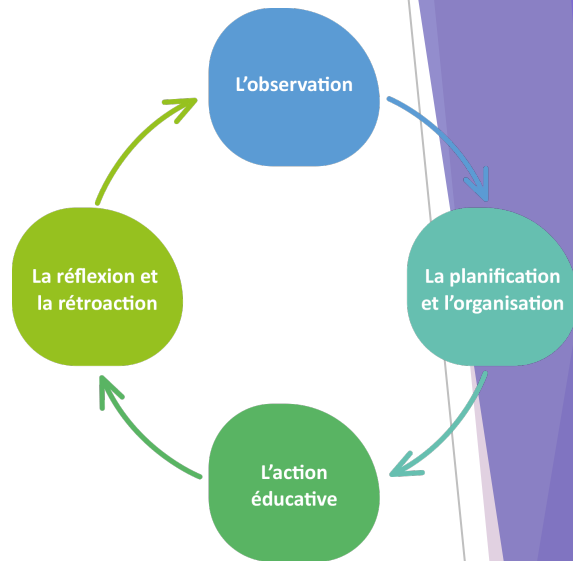 L’observation
La planification
et l’organisation
L’action
éducative
La réflexion et
la rétroaction